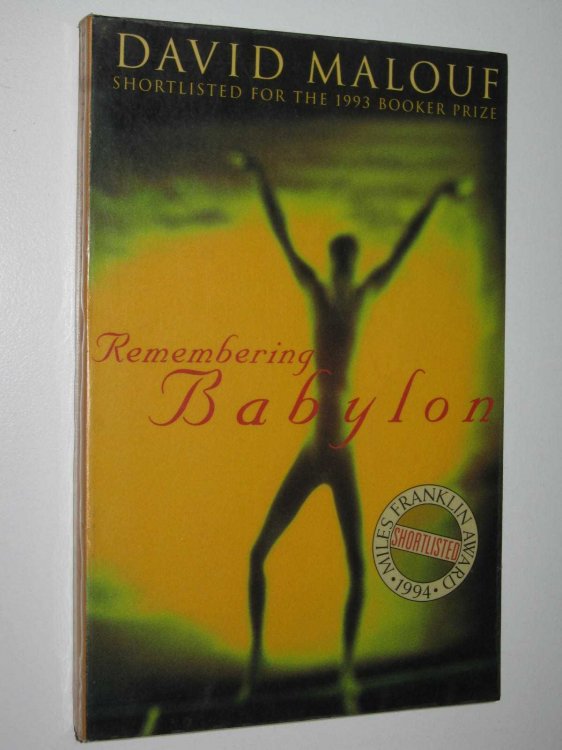 DAVID MALOUF
SHORTLISTED FOR THE 1993 BOOKER PRIZE
Remembering
Babylon
MILES FRANKLIN AWARD
SHORTLISTED
• 1994 •